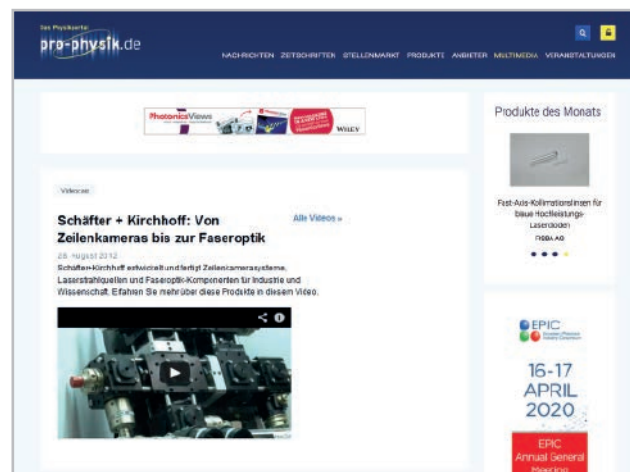 Das Physikportal
pro-physik.de
NACHRICHTEN ZEITSCHRIFTEN STELLENMARKT PRODUKTE ANBIETER MULTIMEDIA VERANSTALTUNGEN
PhotonicsViews
WILEY
Videocast
Schäfter + Kirchhoff: Von
Zeilenkameras bis zur Faseroptik
Alle Videos »
28. August 2012
Schäfter+Kirchhoff entwickelt und fertigt Zeilenkamerasysteme,
Laserstrahlquellen und Faseroptik-Komponenten für Industrie und
Wissenschaft. Erfahren Sie mehr über diese Produkte in diesem Video.
Produkte des Monats
Fast-Axis-Kollimationslinsen für
blaue Hochleistungs-
Laserdioden
FISBA AG
EPIC
16-17
APRIL
2020
EPIC
Annual General
Meeting